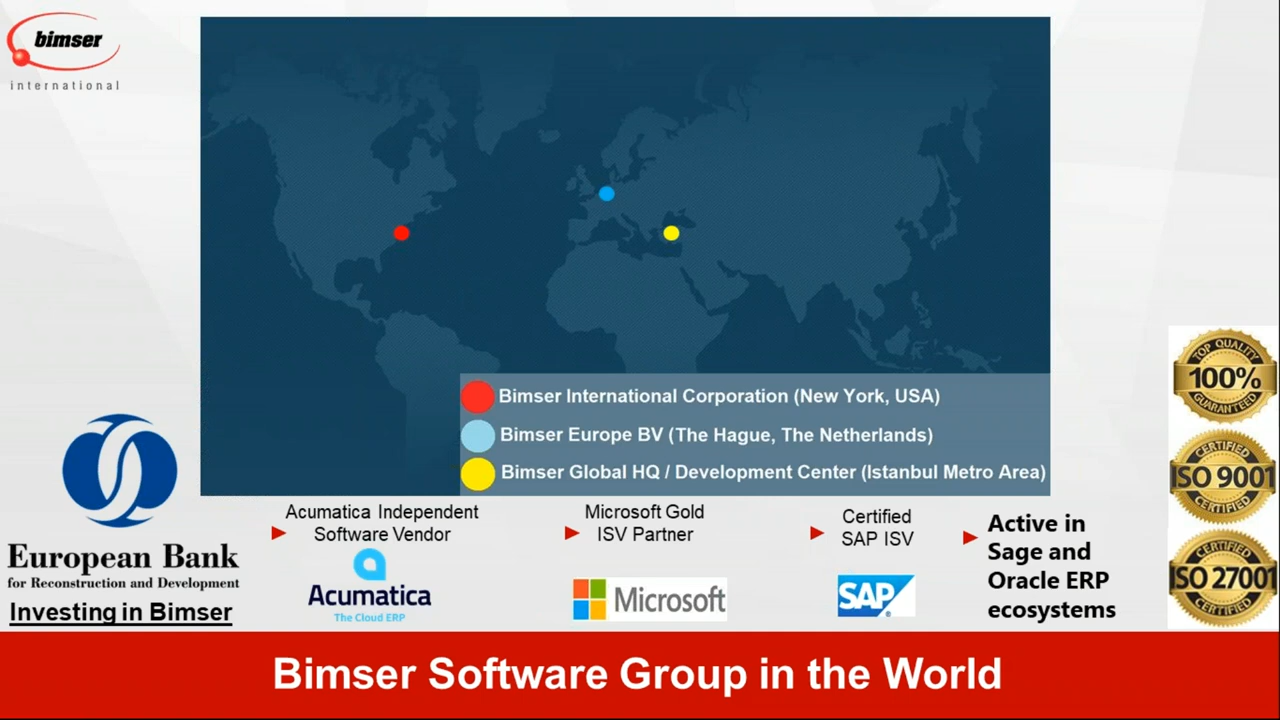 bimser
international
Bimser International Corporation (New York, USA)
Bimser Europe BV (The Hague, The Netherlands)
Bimser Global HQ / Development Center (Istanbul Metro Area)
TOP QUALITY
100%
GUARANTEED
CERTIFIED
ISO 9001
CERTIFIED
CERTIFIED
ISO 27001
CERTIFIED
European Bank
for Reconstruction and Development
Investing in Bimser
Acumatica Independent
Software Vendor
Acumatica
The Cloud ERP
Microsoft Gold
ISV Partner
Microsoft
Certified
SAP ISV
SAP
Active in
Sage and
Oracle ERP
ecosystems
Bimser Software Group in the World